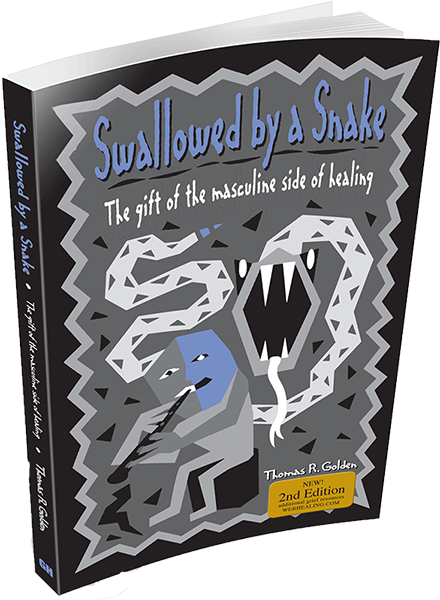 Swallowed by a Snake
The gift of the masculine side of healing
Thomas R. Golden
NEW!
2nd Edition
additional grief resources
WEBHEALING.COM
Swallowed by a Snake • The gift of the masculine side of healing • Thomas R. Golden
GH